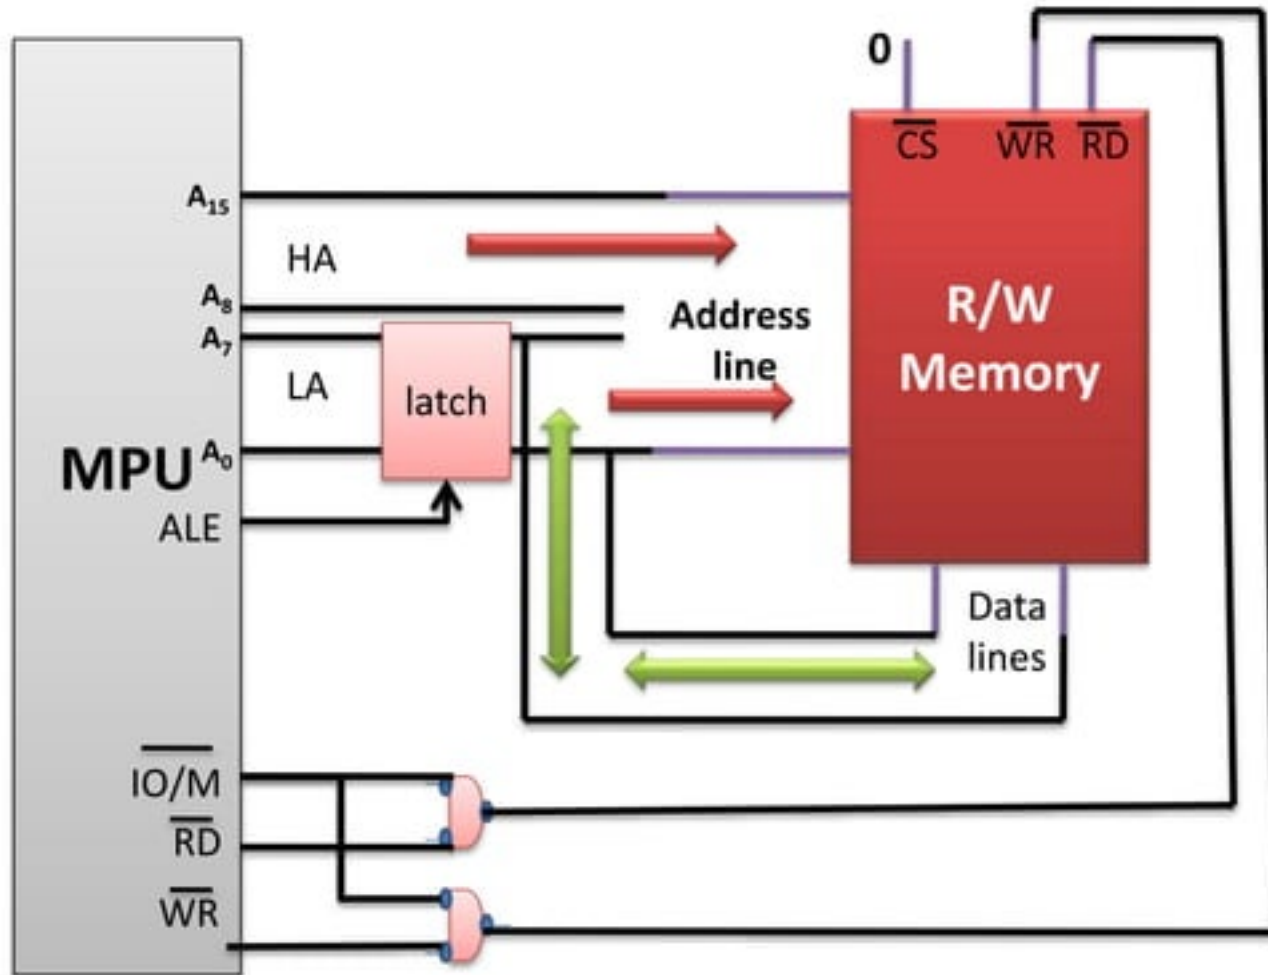 0
CS WR RD
A15
HA
A8
A7
Address
line
R/W
Memory
LA
latch
A0
MPU
ALE
Data
lines
IO/M
RD
WR